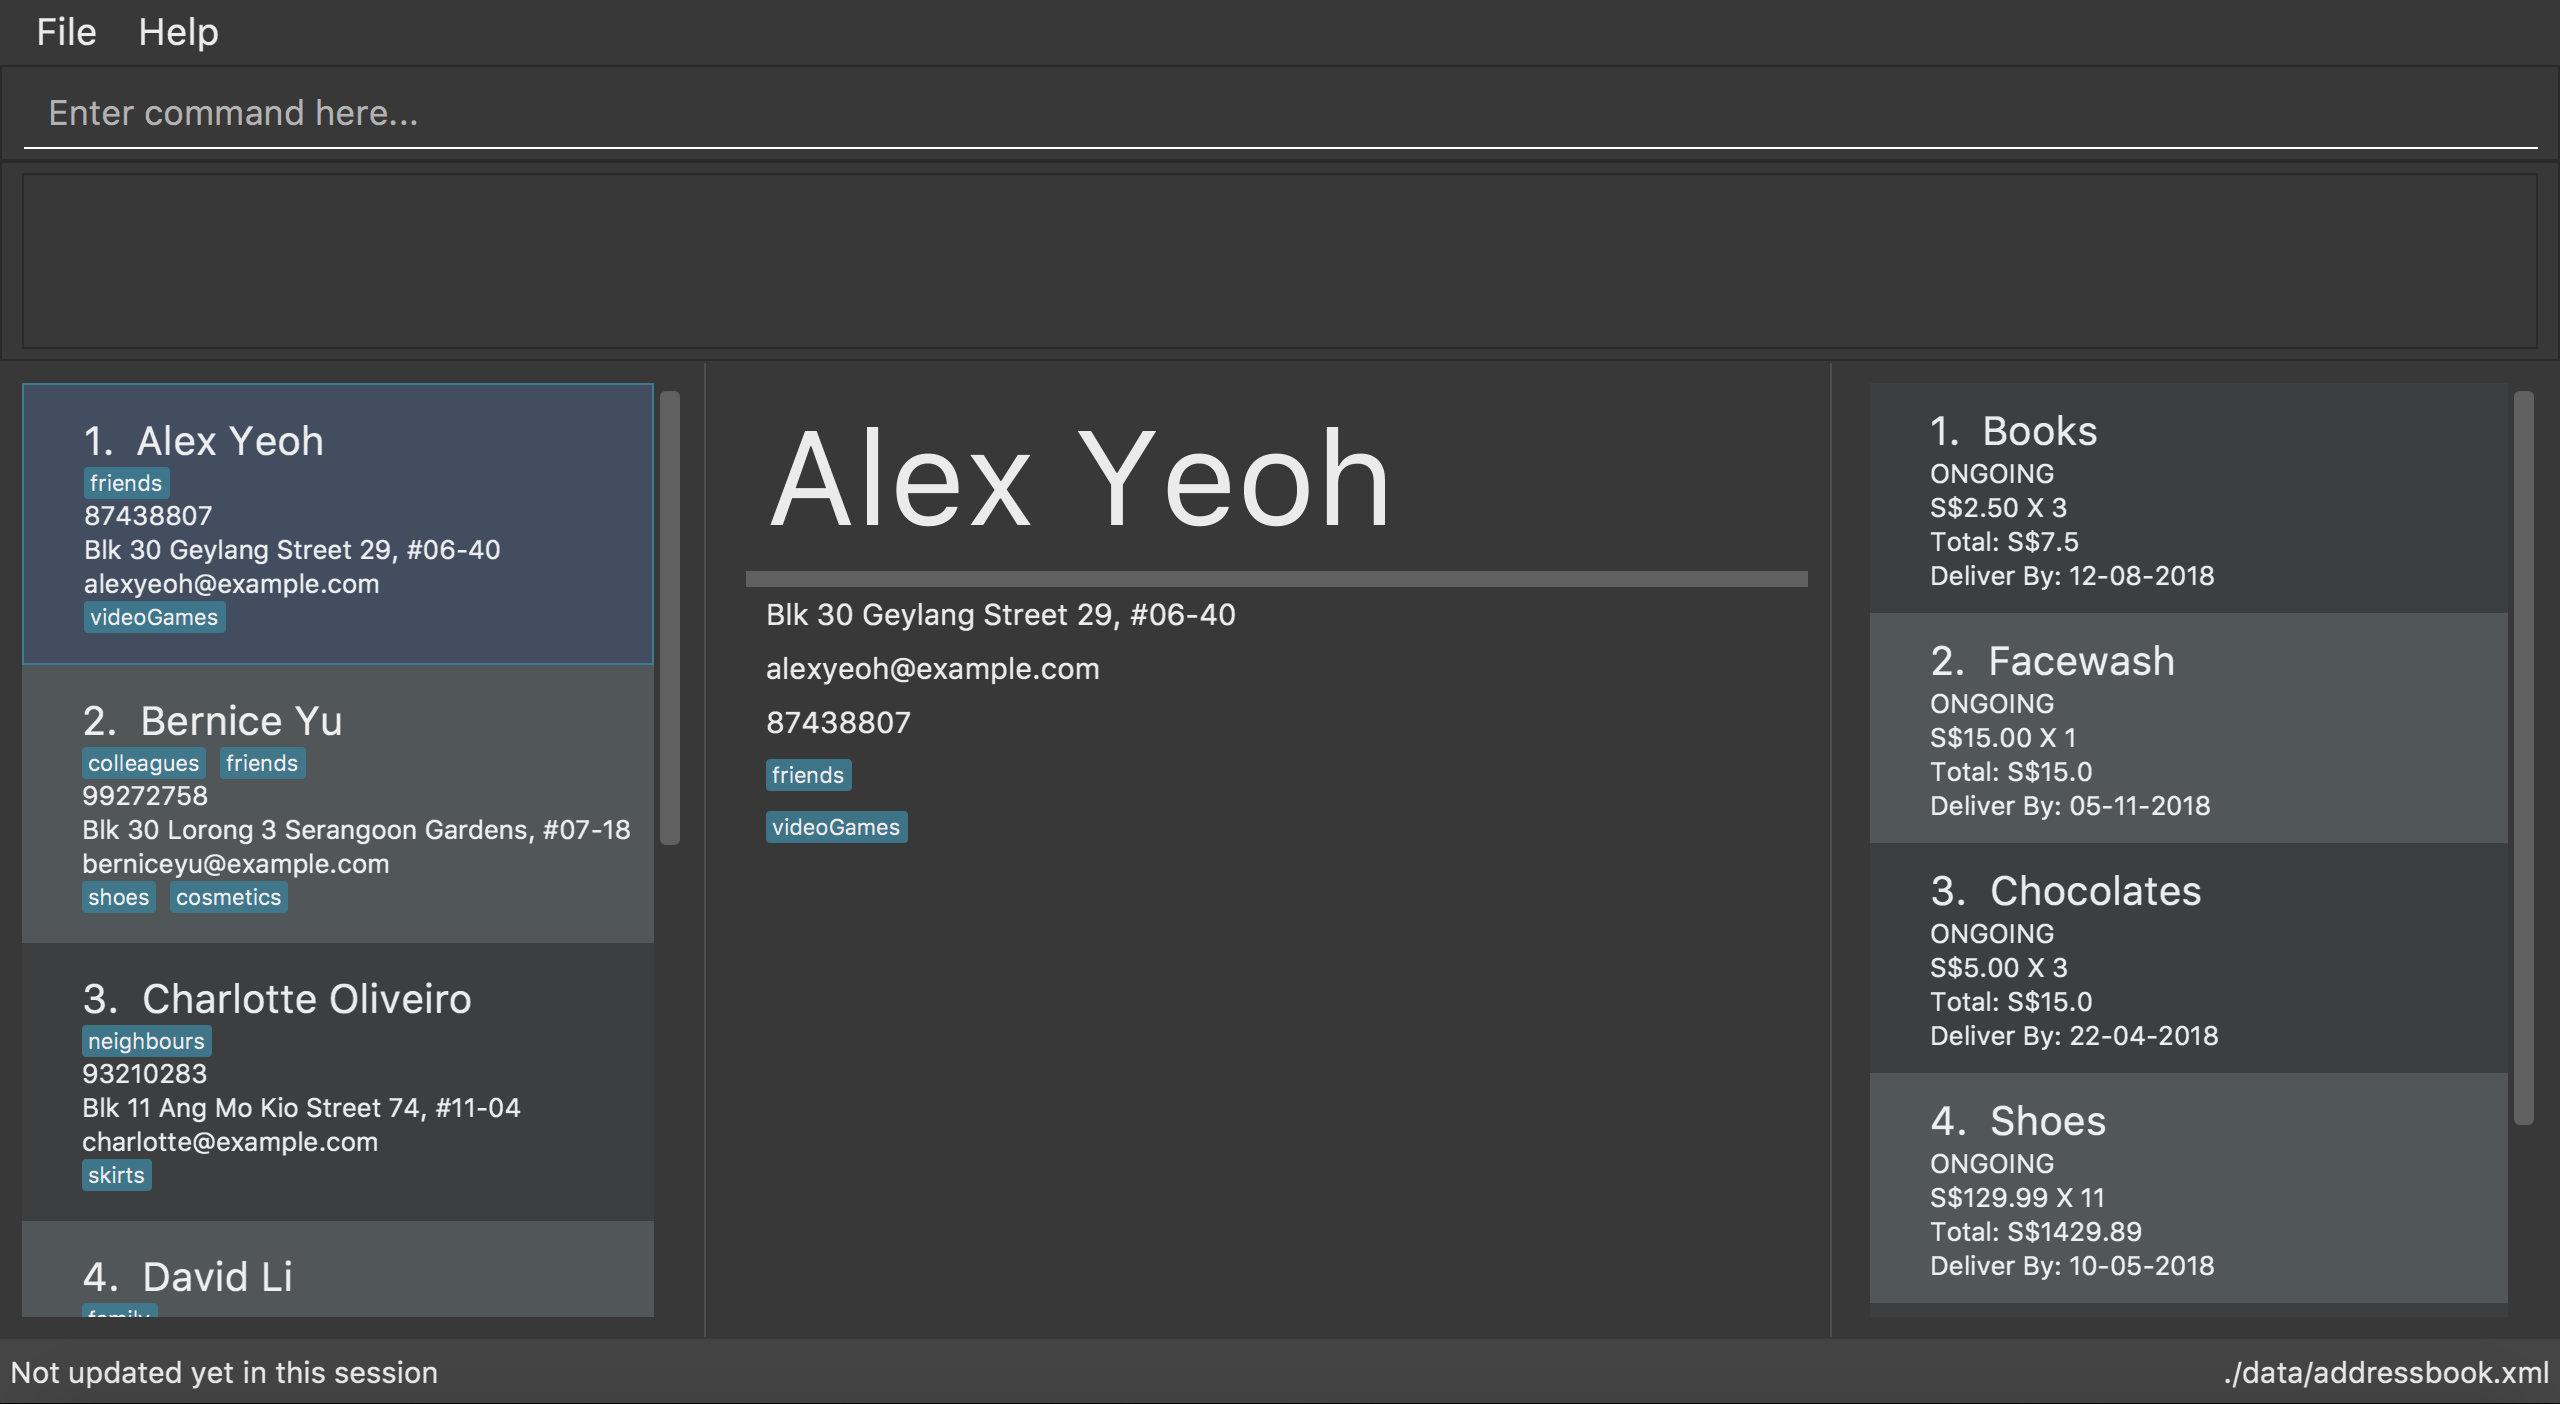 File Help
Enter command here...
1. Alex Yeoh
friends
87438807
Blk 30 Geylang Street 29, #06-40
alexyeoh@example.com
videoGames
2. Bernice Yu
colleagues friends
99272758
Blk 30 Lorong 3 Serangoon Gardens, #07-18
berniceyu@example.com
shoes cosmetics
3. Charlotte Oliveiro
neighbours
93210283
Blk 11 Ang Mo Kio Street 74, #11-04
charlotte@example.com
skirts
4. David Li
family
Alex Yeoh
Blk 30 Geylang Street 29, #06-40
alexyeoh@example.com
87438807
friends
videoGames
1. Books
ONGOING
S$2.50 X 3
Total: S$7.5
Deliver By: 12-08-2018
2. Facewash
ONGOING
S$15.00 X 1
Total: S$15.0
Deliver By: 05-11-2018
3. Chocolates
ONGOING
S$5.00 X 3
Total: S$15.0
Deliver By: 22-04-2018
4. Shoes
ONGOING
S$129.99 X 11
Total: S$1429.89
Deliver By: 10-05-2018
Not updated yet in this session
./data/addressbook.xml